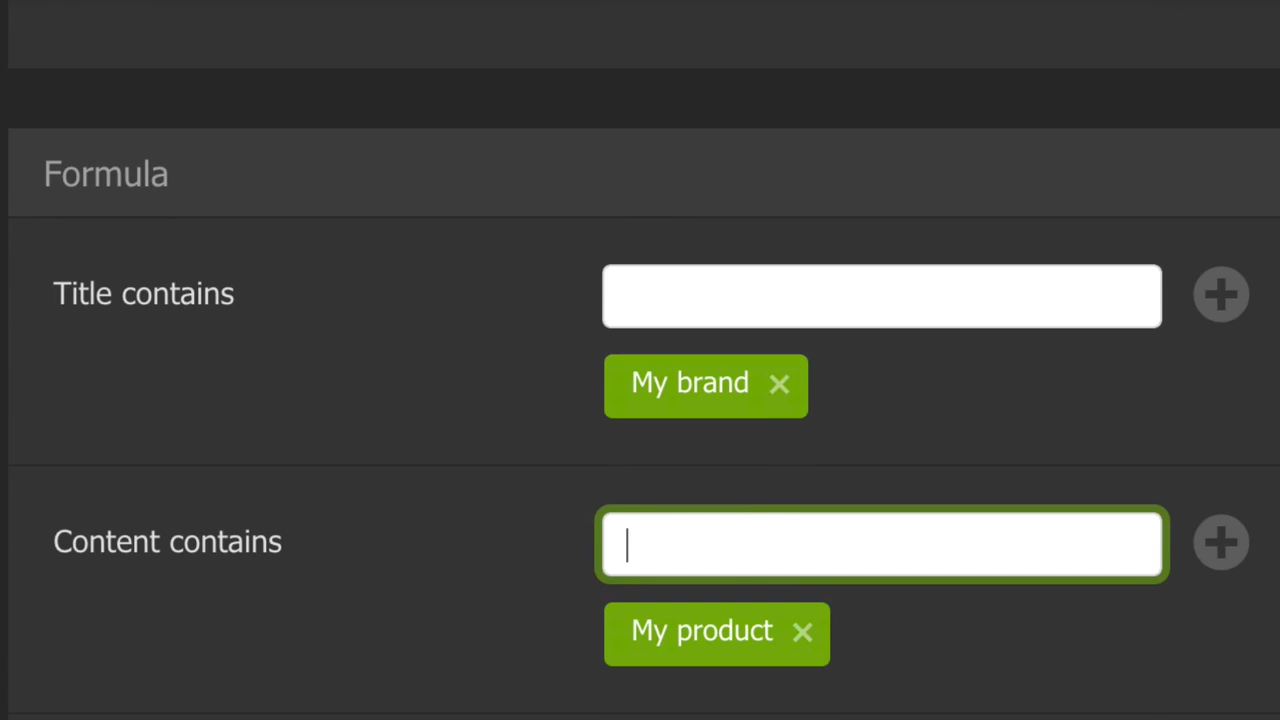 Formula
Title contains
My brand
Content contains
My product